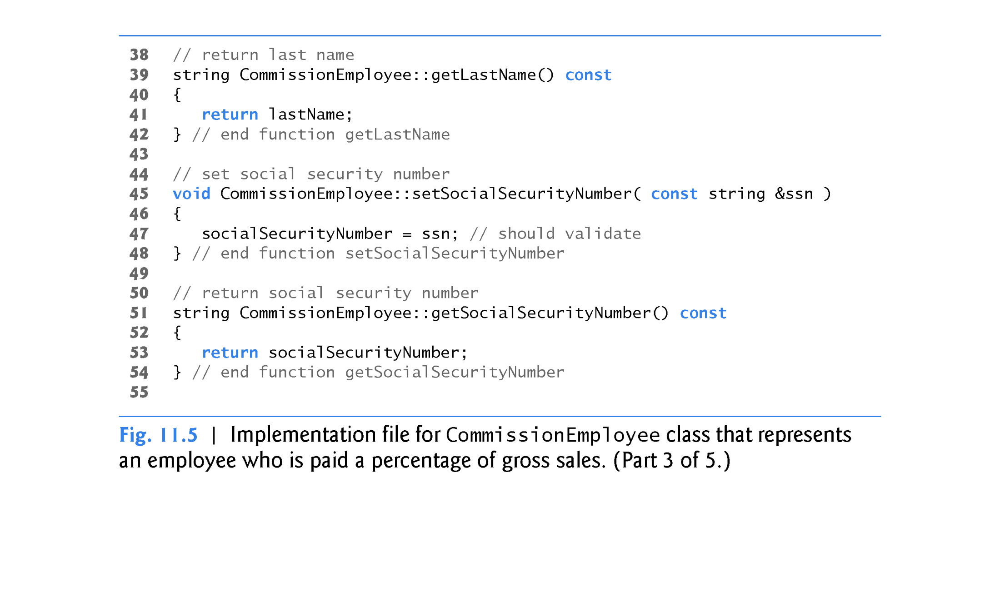 38 // return last name
39 string CommissionEmployee::getLastName() const
40 {
41    return lastName;
42 } // end function getLastName
43
44 // set social security number
45 void CommissionEmployee::setSocialSecurityNumber( const string &ssn )
46 {
47    socialSecurityNumber = ssn; // should validate
48 } // end function setSocialSecurityNumber
49
50 // return social security number
51 string CommissionEmployee::getSocialSecurityNumber() const
52 {
53    return socialSecurityNumber;
54 } // end function getSocialSecurityNumber
55
Fig. 11.5 | Implementation file for CommissionEmployee class that represents
an employee who is paid a percentage of gross sales. (Part 3 of 5.)